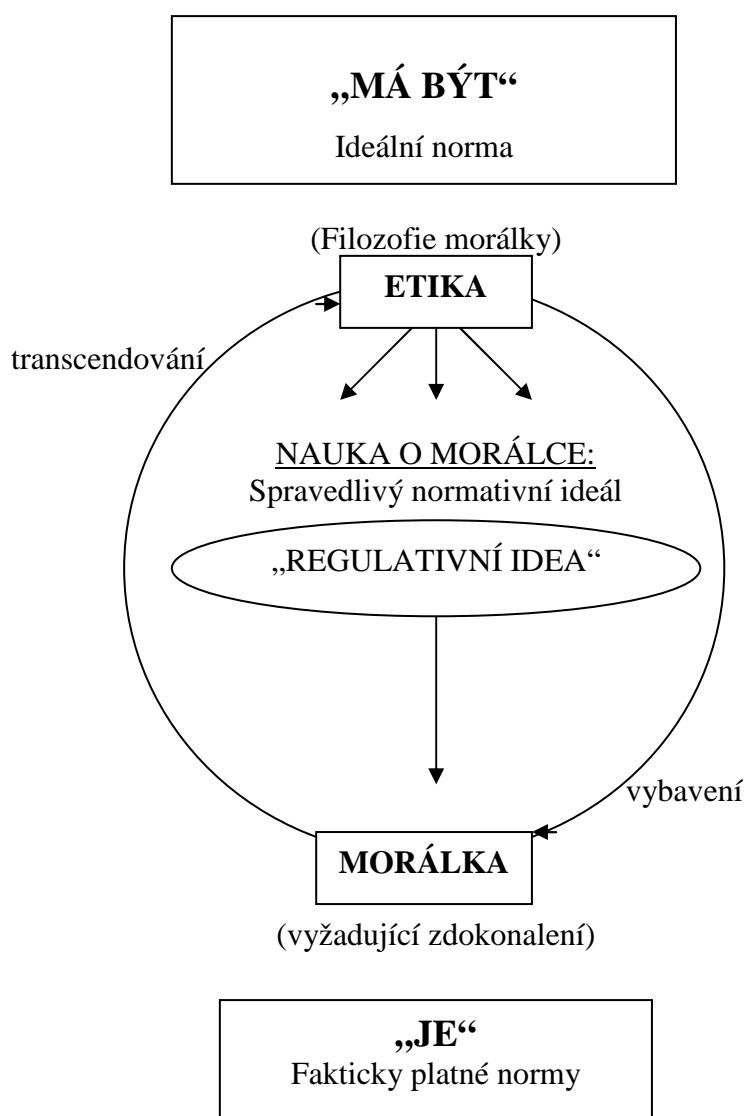 „MÁ BÝT“
Ideální norma
(Filozofie morálky)
ETIKA
transcendování
NAUKA O MORÁLCE:
Spravedlivý normativní ideál
„REGULATIVNÍ IDEA“
vybavení
MORÁLKA
(vyžadující zdokonalení)
„JE“
Fakticky platné normy